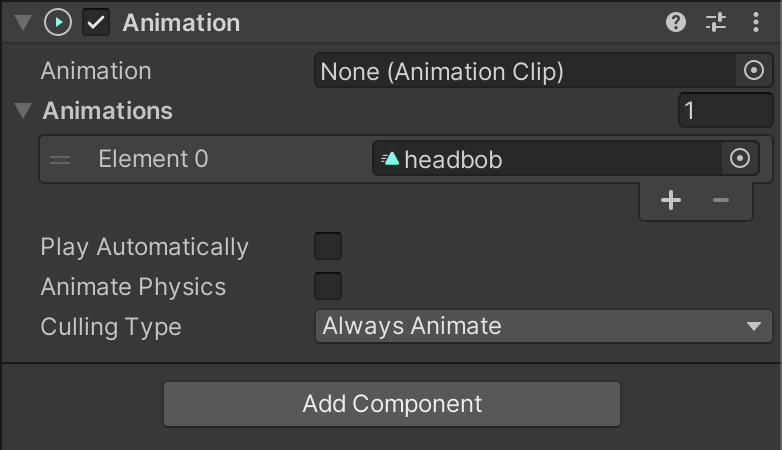 Animation
Animation None (Animation Clip)
Animations 1
Element 0 headbob
Play Automatically
Animate Physics
Culling Type Always Animate
Add Component